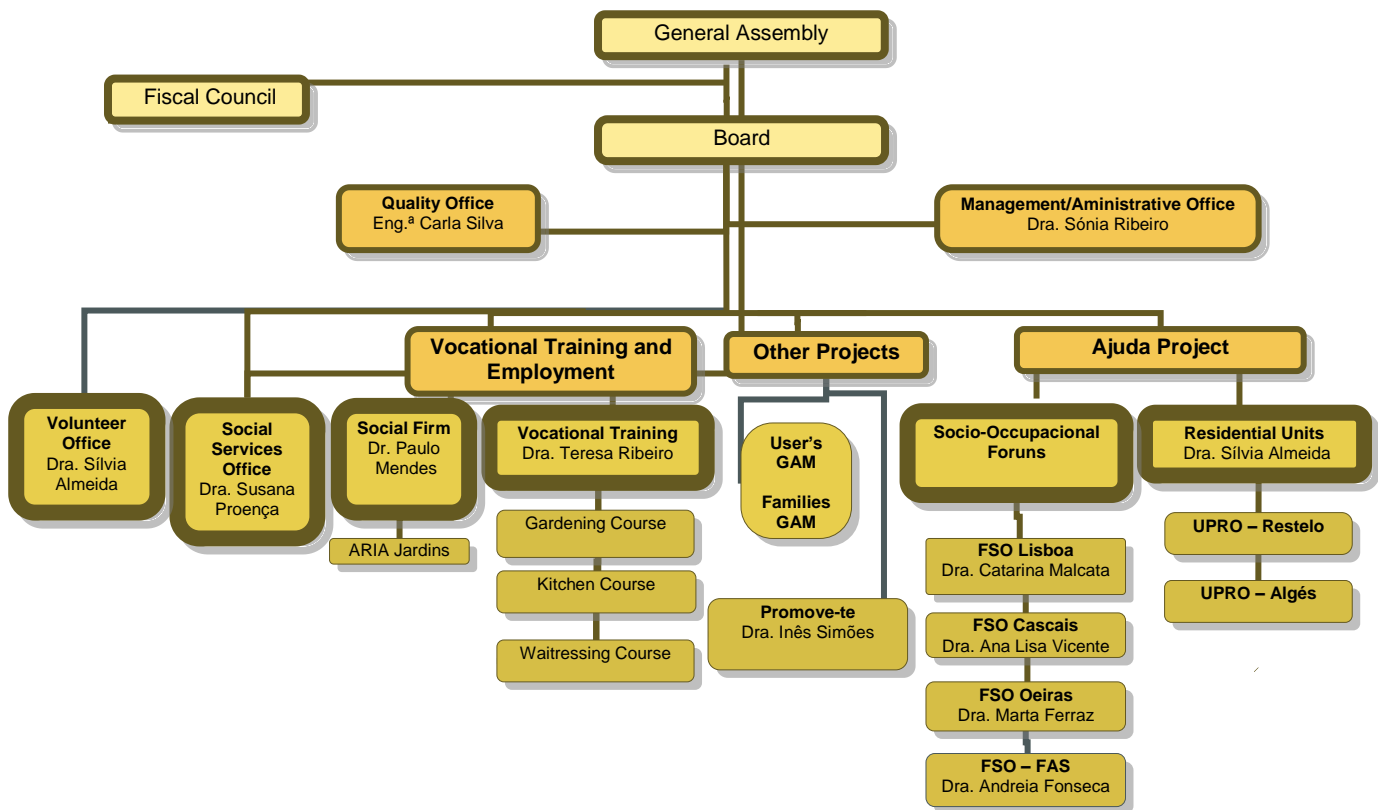 General Assembly
Fiscal Council
Board
Quality Office
Eng.ª Carla Silva
Management/Aministrative Office
Dra. Sónia Ribeiro
Vocational Training and
Employment
Other Projects
Ajuda Project
Volunteer
Office
Dra. Sílvia
Almeida
Social
Services
Office
Dra. Susana
Proença
Social Firm
Dr. Paulo
Mendes
ARIA Jardins
Vocational Training
Dra. Teresa Ribeiro
Gardening Course
Kitchen Course
Waitressing Course
User's
GAM
Families
GAM
Promove-te
Dra. Inês Simões
Socio-Occupacional
Foruns
FSO Lisboa
Dra. Catarina Malcata
FSO Cascais
Dra. Ana Lisa Vicente
FSO Oeiras
Dra. Marta Ferraz
FSO – FAS
Dra. Andreia Fonseca
Residential Units
Dra. Sílvia Almeida
UPRO – Restelo
UPRO – Algés